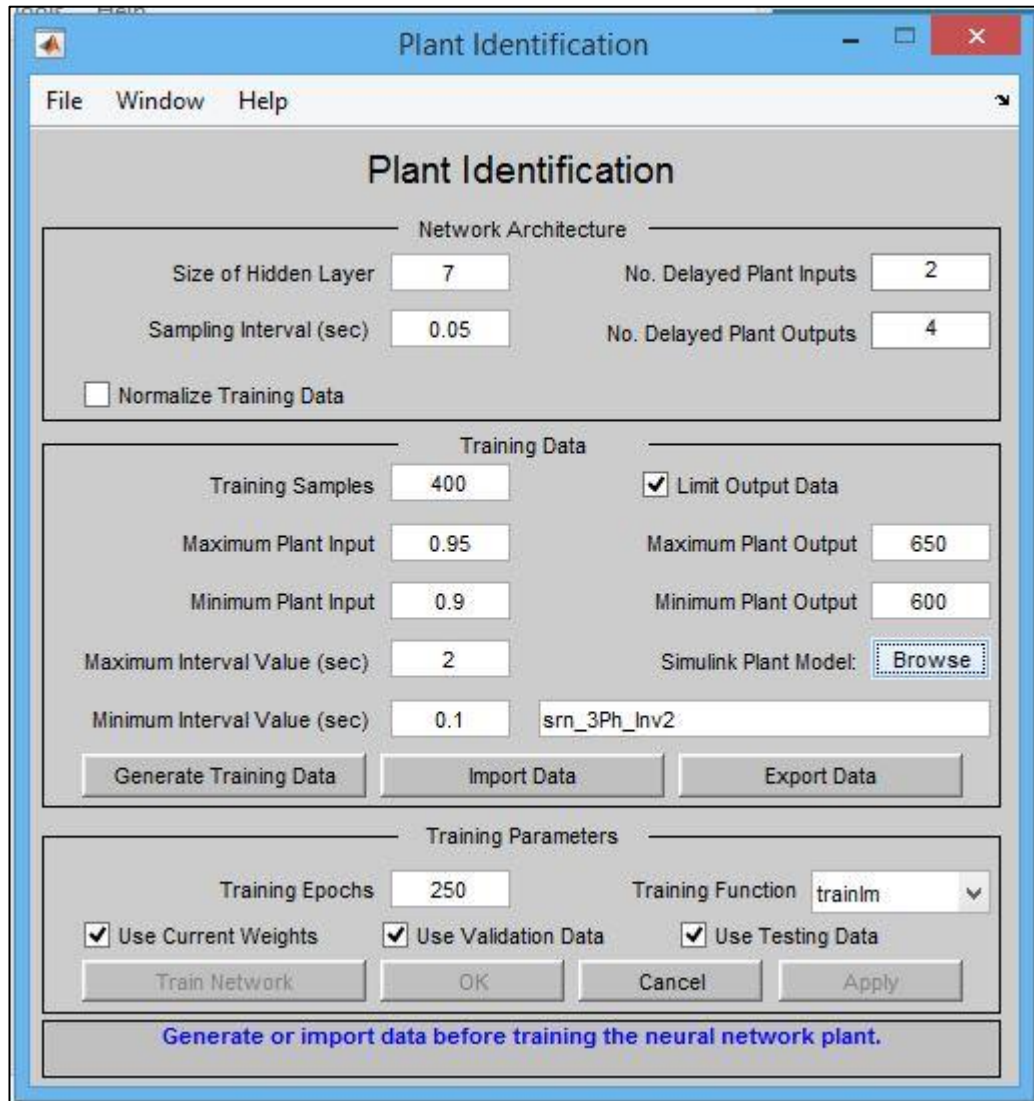 Tools Help
Plant Identification
File Window Help
Plant Identification
Network Architecture
Size of Hidden Layer 7 No. Delayed Plant Inputs 2
Sampling Interval (sec) 0.05 No. Delayed Plant Outputs 4
Normalize Training Data
Training Data
Training Samples 400 Limit Output Data
Maximum Plant Input 0.95 Maximum Plant Output 650
Minimum Plant Input 0.9 Minimum Plant Output 600
Maximum Interval Value (sec) 2 Simulink Plant Model: Browse
Minimum Interval Value (sec) 0.1 srn_3Ph_Inv2
Generate Training Data Import Data Export Data
Training Parameters
Training Epochs 250 Training Function trainlm
Use Current Weights Use Validation Data Use Testing Data
Train Network OK Cancel Apply
Generate or import data before training the neural network plant.